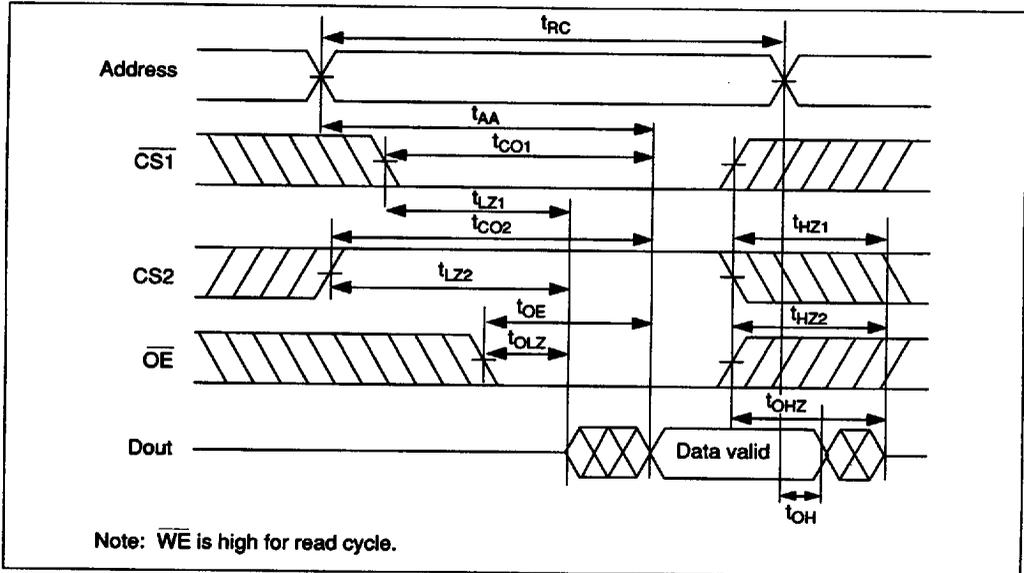 tRC
Address
tAA
CS1
tCO1
tLZ1
tCO2
tHZ1
CS2
tLZ2
tOE
tHZ2
OE
tOLZ
tOHZ
Dout
Data valid
tOH
Note: WE is high for read cycle.